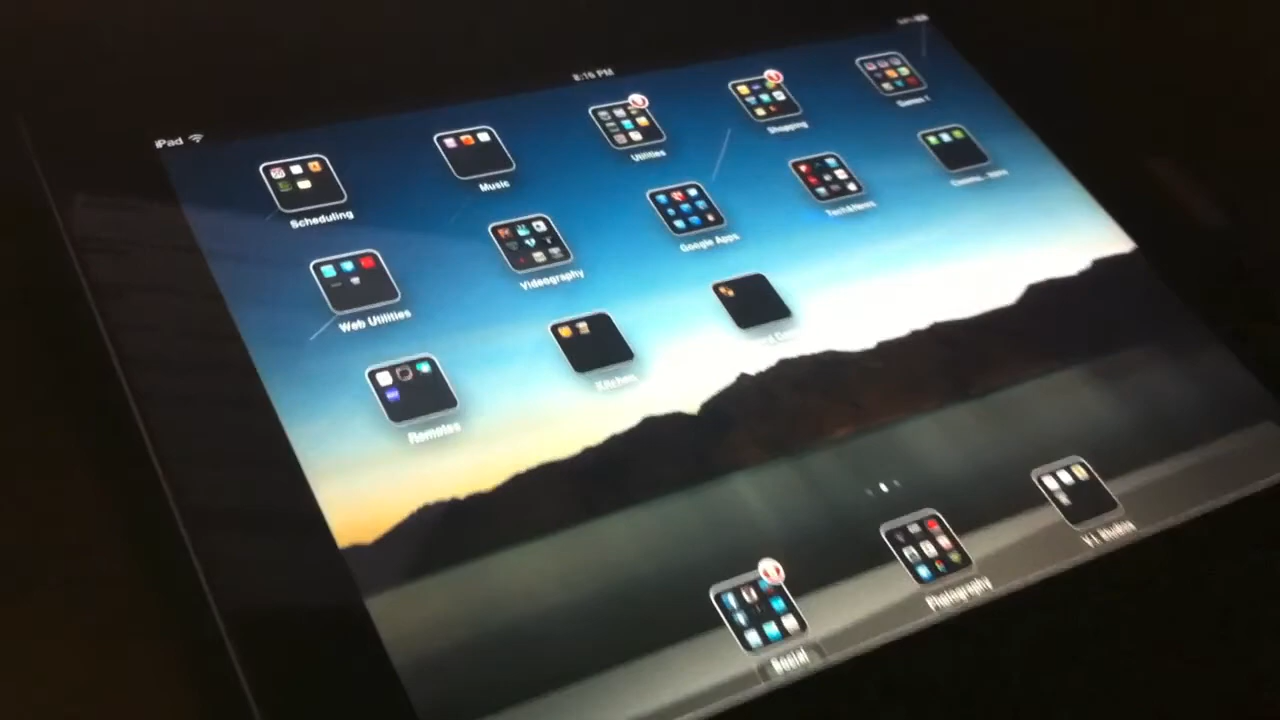 iPad
8:16 PM
Scheduling
Music
Utilities
Shopping
Web Utilities
Videography
Google Apps
Tech&News
Remotes
Kitchen
Social
Photography